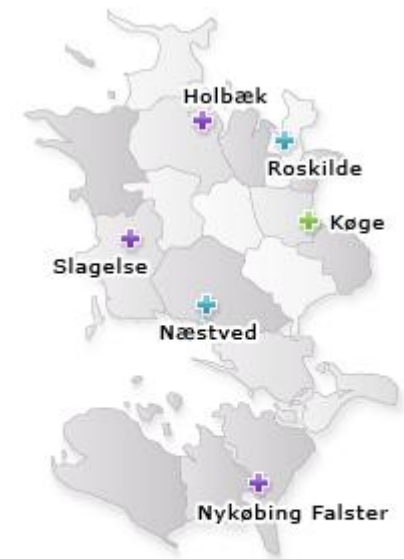 Holbæk
Roskilde
Køge
Slagelse
Næstved
Nykøbing Falster